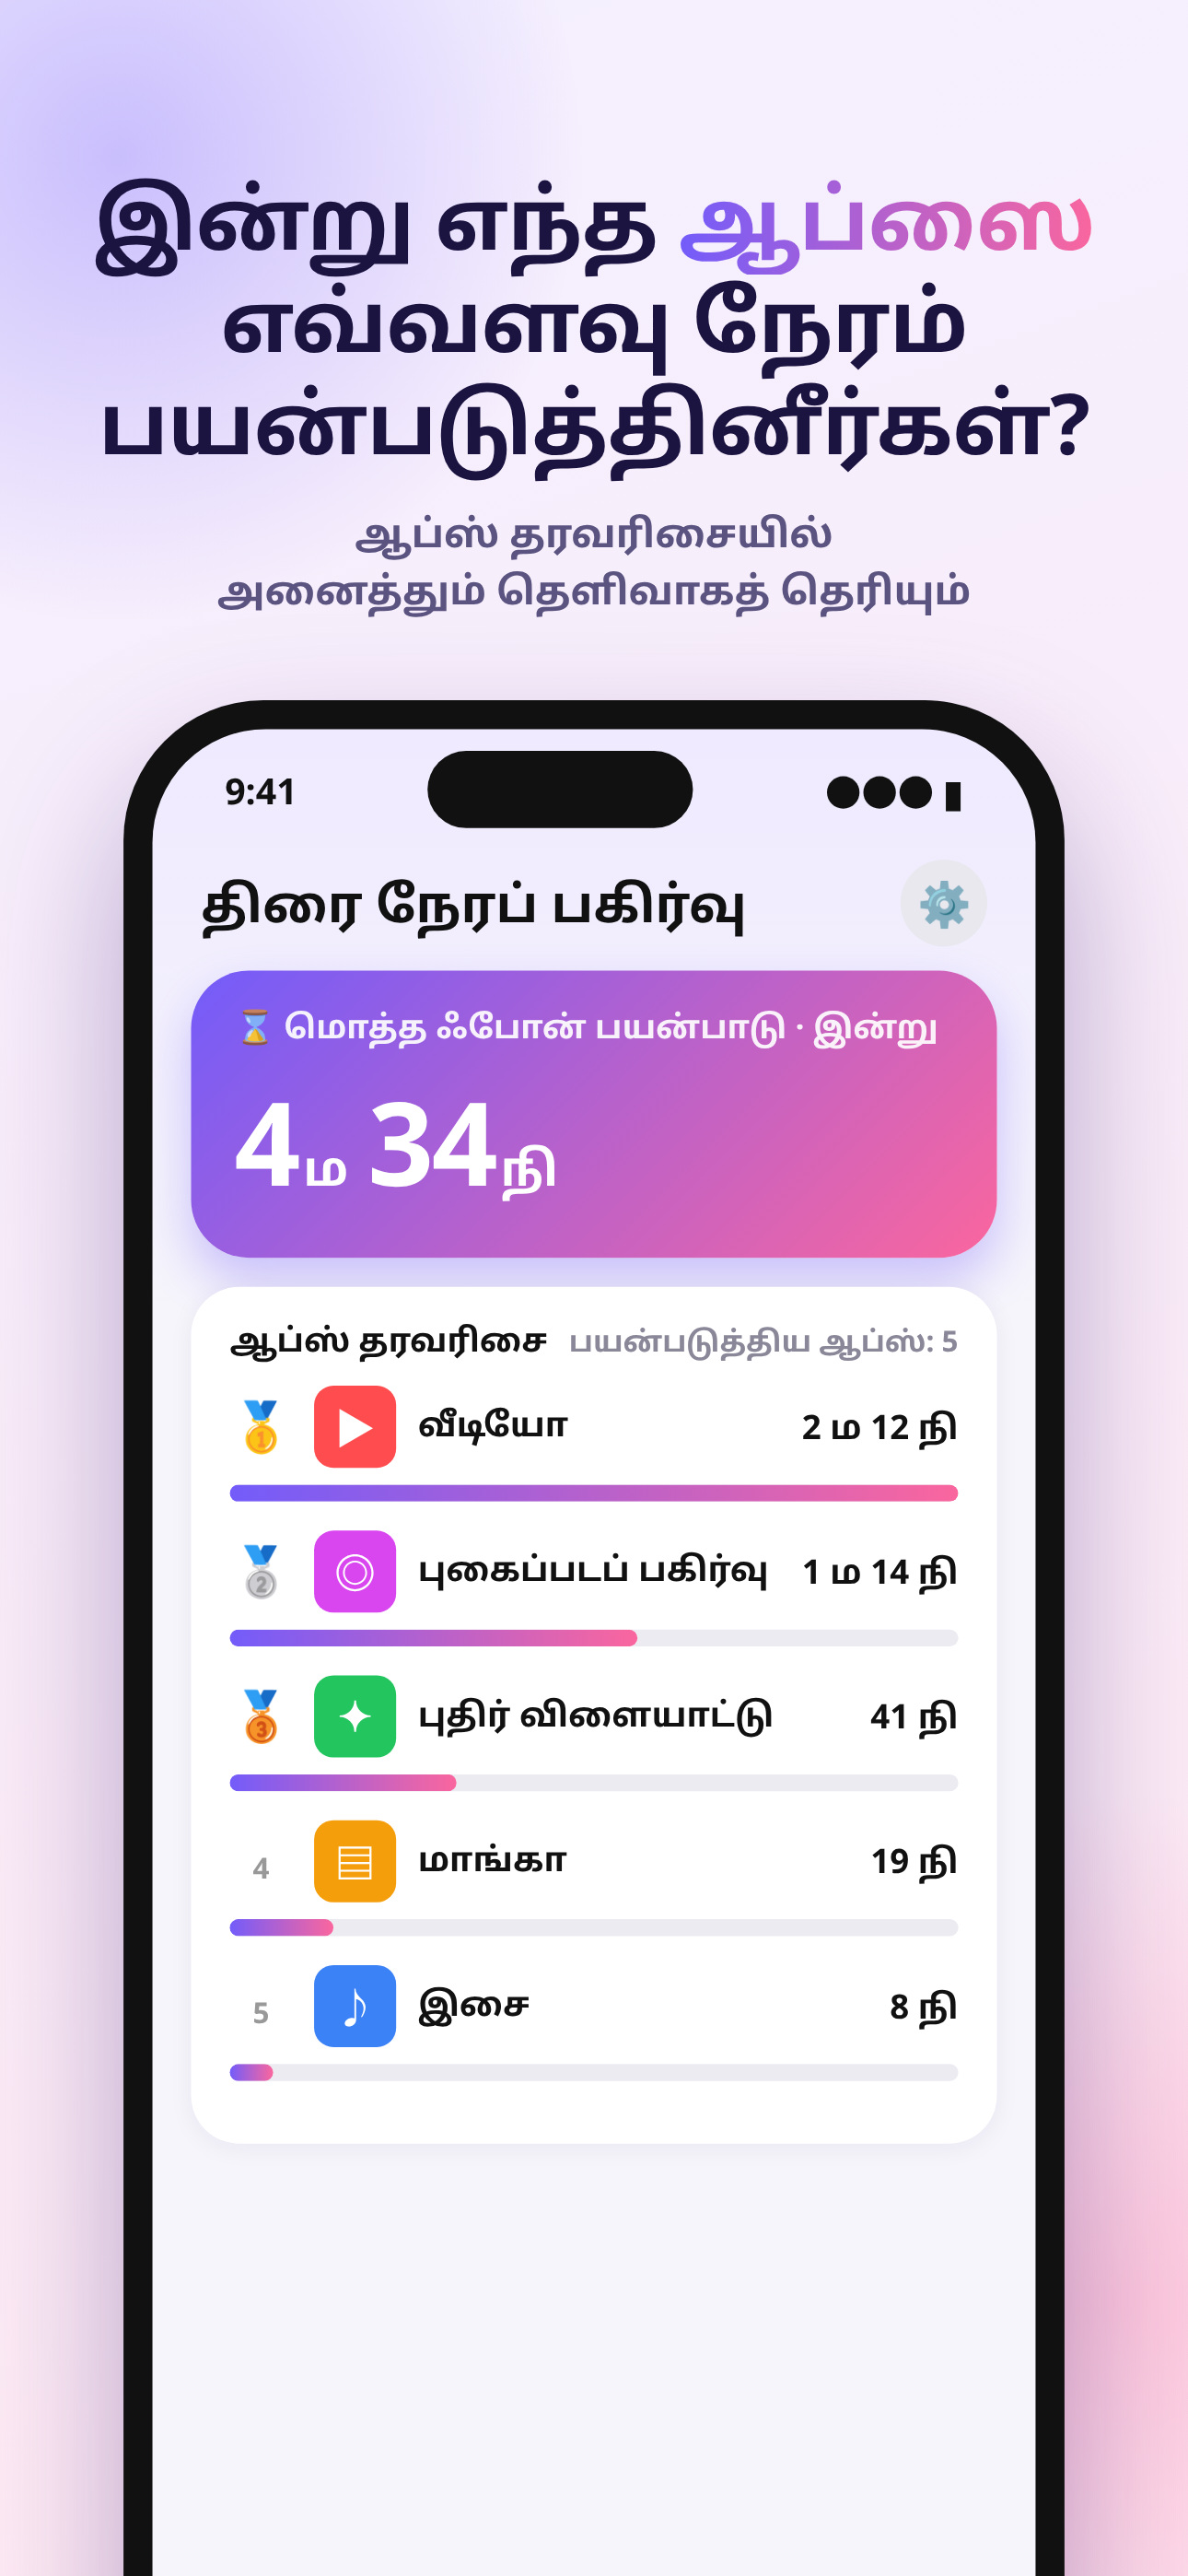 இன்று எந்த ஆப்ஸை
எவ்வளவு நேரம்
பயன்படுத்தினீர்கள்?
ஆப்ஸ் தரவரிசையில்
அனைத்தும் தெளிவாகத் தெரியும்
9:41
திரை நேரப் பகிர்வு
⌛ மொத்த ஃபோன் பயன்பாடு · இன்று
4ம 34நி
ஆப்ஸ் தரவரிசை பயன்படுத்திய ஆப்ஸ்: 5
🥇 வீடியோ 2 ம 12 நி
🥈 புகைப்படப் பகிர்வு 1 ம 14 நி
🥉 புதிர் விளையாட்டு 41 நி
4 மாங்கா 19 நி
5 இசை 8 நி